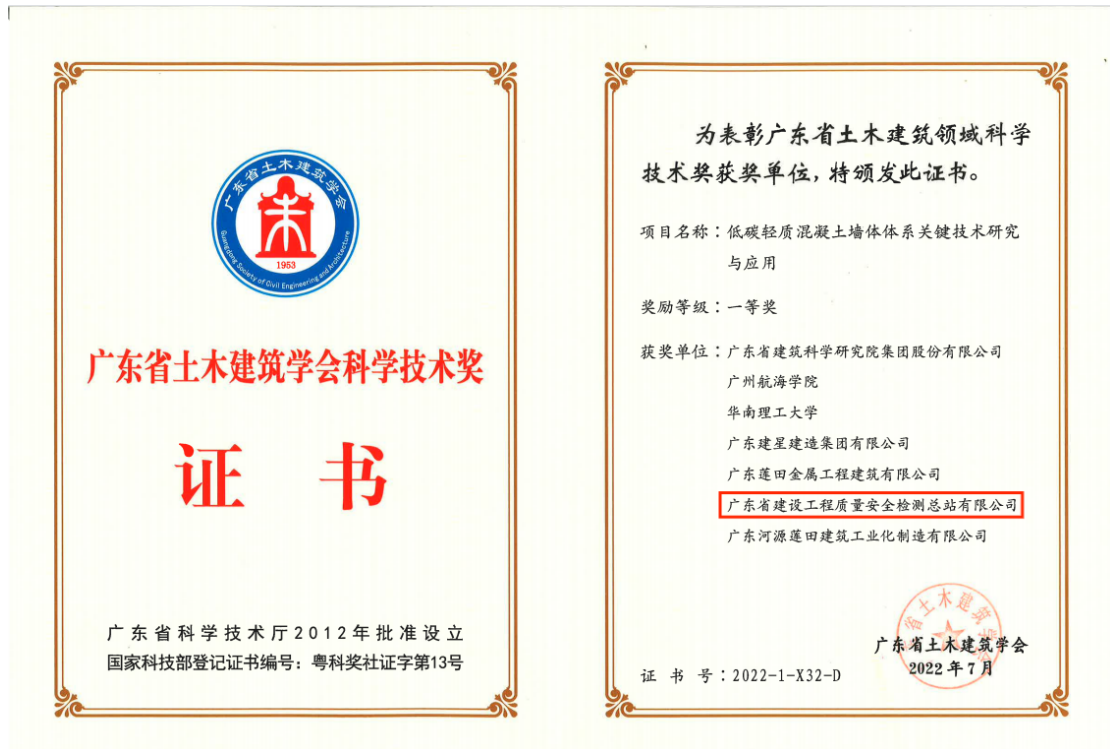 广东省土木建筑学会
1953
Guangdong Society of Civil Engineering and Architecture
广东省土木建筑学会科学技术奖
证 书
广东省科学技术厅2012年批准设立
国家科技部登记证书编号：粤科奖社证字第13号
为表彰广东省土木建筑领域科学
技术奖获奖单位，特颁发此证书。
项目名称：低碳轻质混凝土墙体体系关键技术研究
与应用
奖励等级：一等奖
获奖单位：广东省建筑科学研究院集团股份有限公司
广州航海学院
华南理工大学
广东建星建造集团有限公司
广东莲田金属工程建筑有限公司
广东省建设工程质量安全检测总站有限公司
广东河源莲田建筑工业化制造有限公司
省土木建筑学
广东省土木建筑学会
2022年7月
证 书 号：2022-1-X32-D